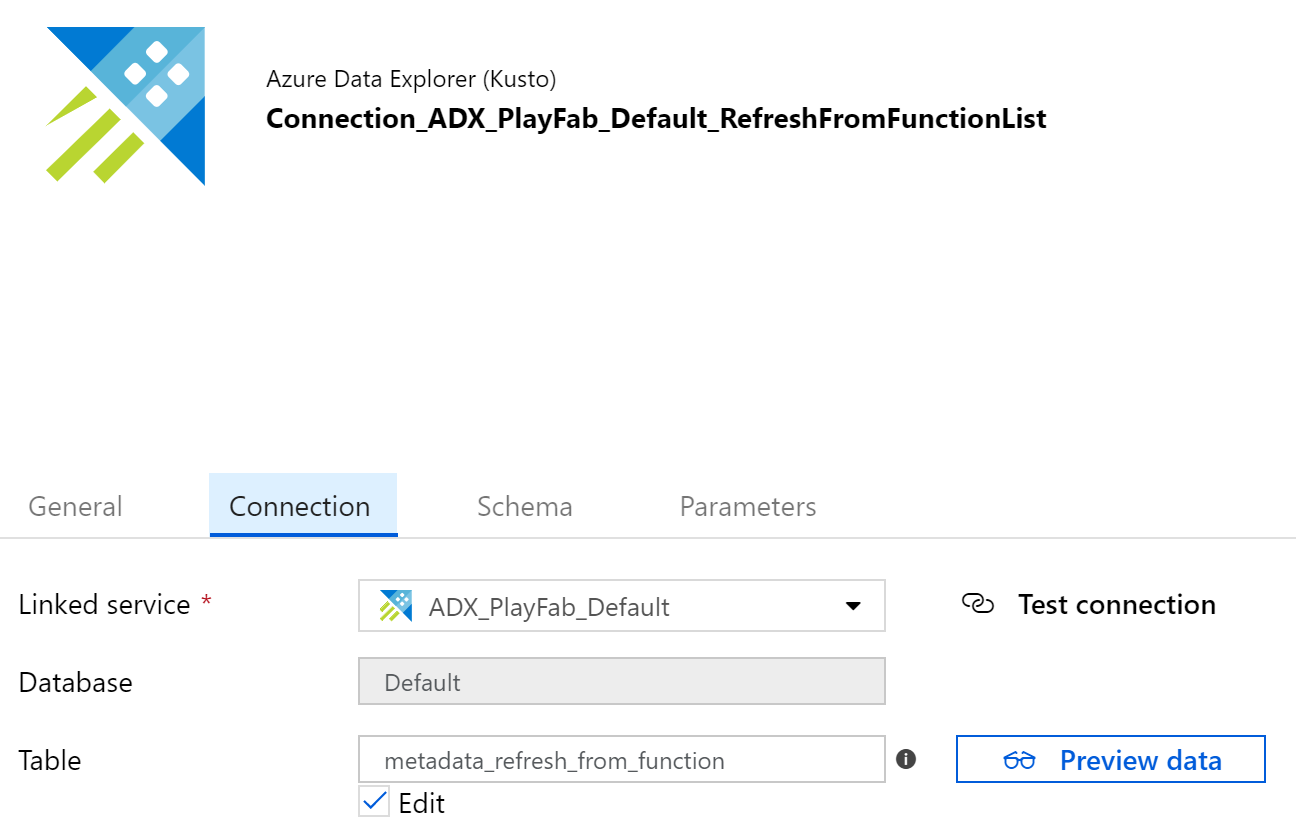 Azure Data Explorer (Kusto)
Connection_ADX_PlayFab_Default_RefreshFromFunctionList
General Connection Schema Parameters
Linked service * ADX_PlayFab_Default Test connection
Database Default
Table metadata_refresh_from_function Preview data
Edit